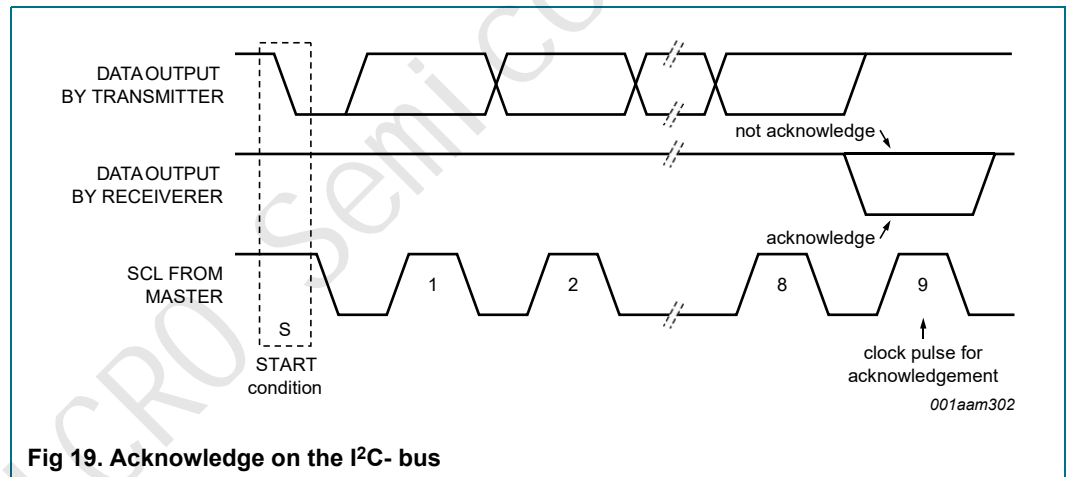 DATA OUTPUT
BY TRANSMITTER
not acknowledge
DATA OUTPUT
BY RECEIVERER
acknowledge
SCL FROM
MASTER
1
2
8
9
S
START
condition
clock pulse for
acknowledgement
001aam302
Fig 19. Acknowledge on the I²C- bus